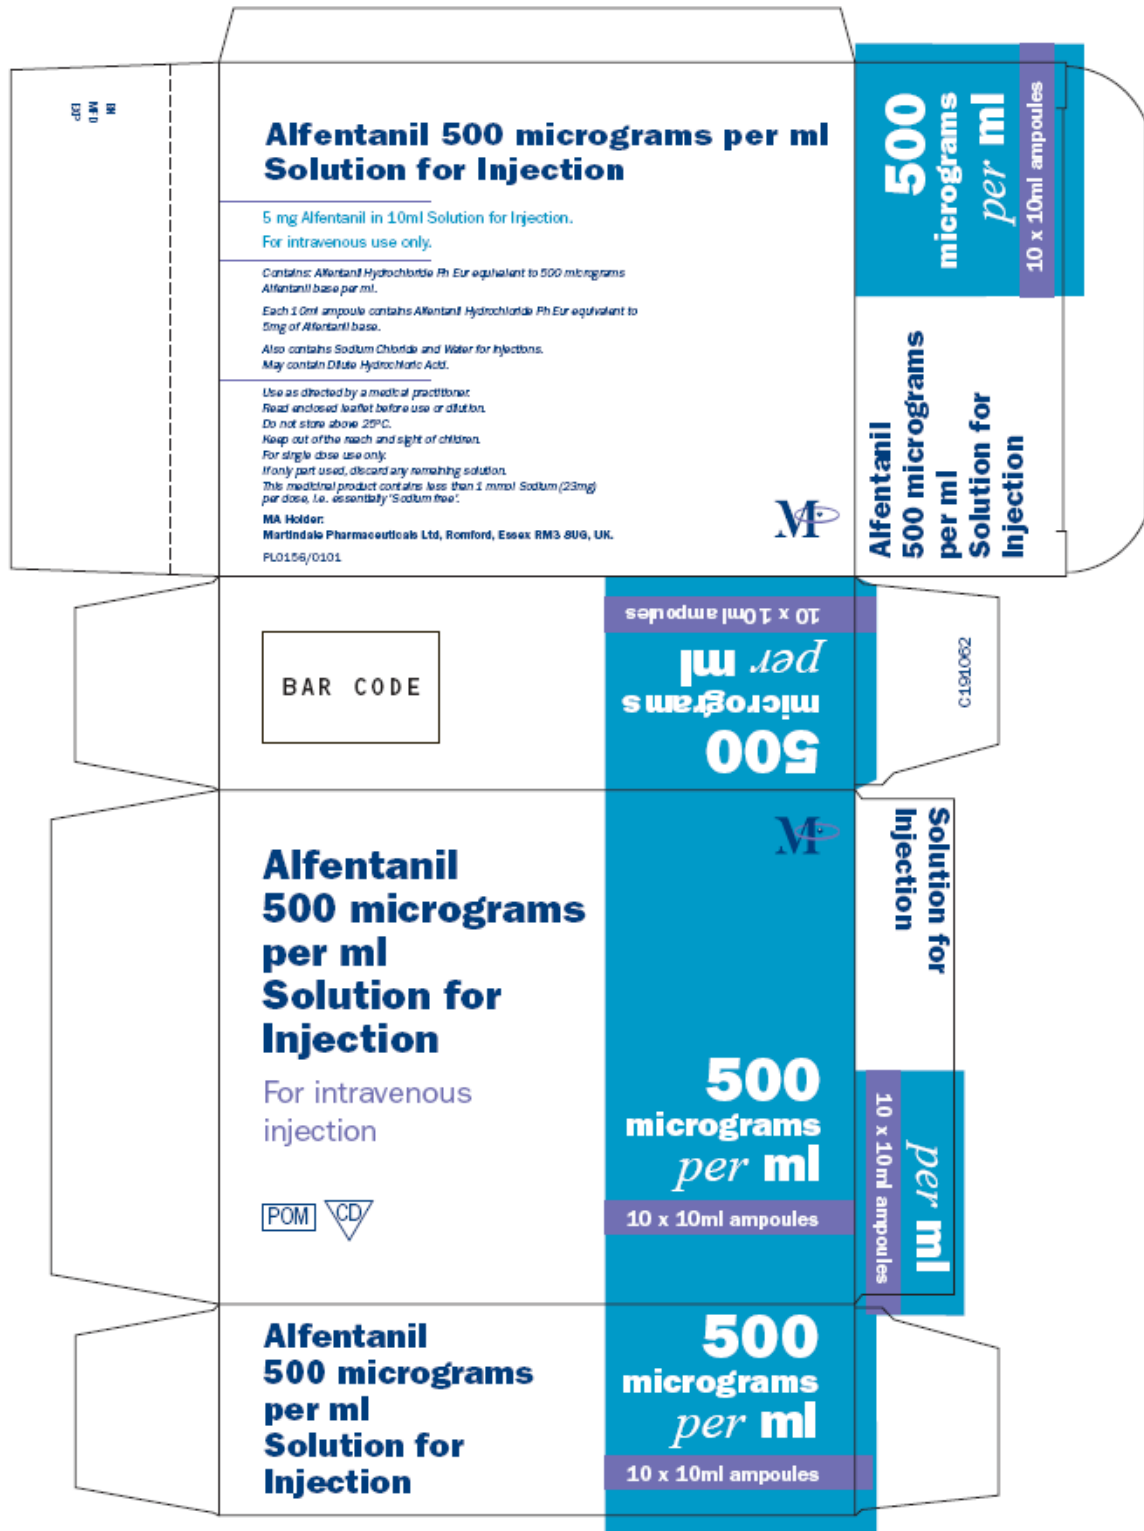 BN
MFD
EXP
Alfentanil 500 micrograms per ml
Solution for Injection
5 mg Alfentanil in 10ml Solution for Injection.
For intravenous use only.
Contains: Alfentanil Hydrochloride Ph Eur equivalent to 500 micrograms
Alfentanil base per ml.
Each 10ml ampoule contains Alfentanil Hydrochloride Ph Eur equivalent to
5mg of Alfentanil base.
Also contains Sodium Chloride and Water for Injections.
May contain Dilute Hydrochloric Acid.
Use as directed by a medical practitioner.
Read enclosed leaflet before use or dilution.
Do not store above 25°C.
Keep out of the reach and sight of children.
For single dose use only.
If only part used, discard any remaining solution.
This medicinal product contains less than 1 mmol Sodium (23mg)
per dose, i.e. essentially 'Sodium free'.
MA Holder:
Martindale Pharmaceuticals Ltd, Romford, Essex RM3 8UG, UK.
PL0156/0101
M
500
micrograms
per ml
10 x 10ml ampoules
Alfentanil
500 micrograms
per ml
Solution for
Injection
BAR CODE
500
micrograms
per ml
10 x 10ml ampoules
C191062
Alfentanil
500 micrograms
per ml
Solution for
Injection
For intravenous
injection
POM
CD
M
500
micrograms
per ml
10 x 10ml ampoules
Solution for
Injection
per ml
10 x 10ml ampoules
Alfentanil
500 micrograms
per ml
Solution for
Injection
500
micrograms
per ml
10 x 10ml ampoules